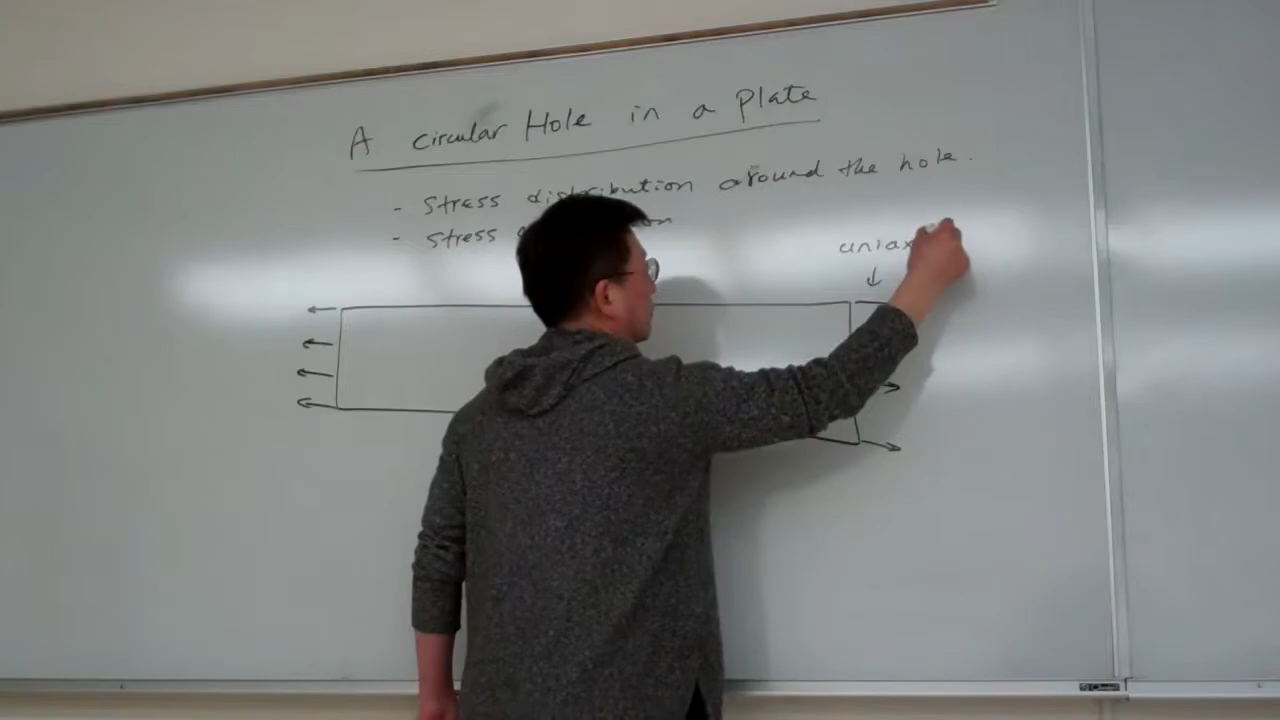 A circular Hole in a Plate
- Stress distribution around the hole.
- Stress
uniax